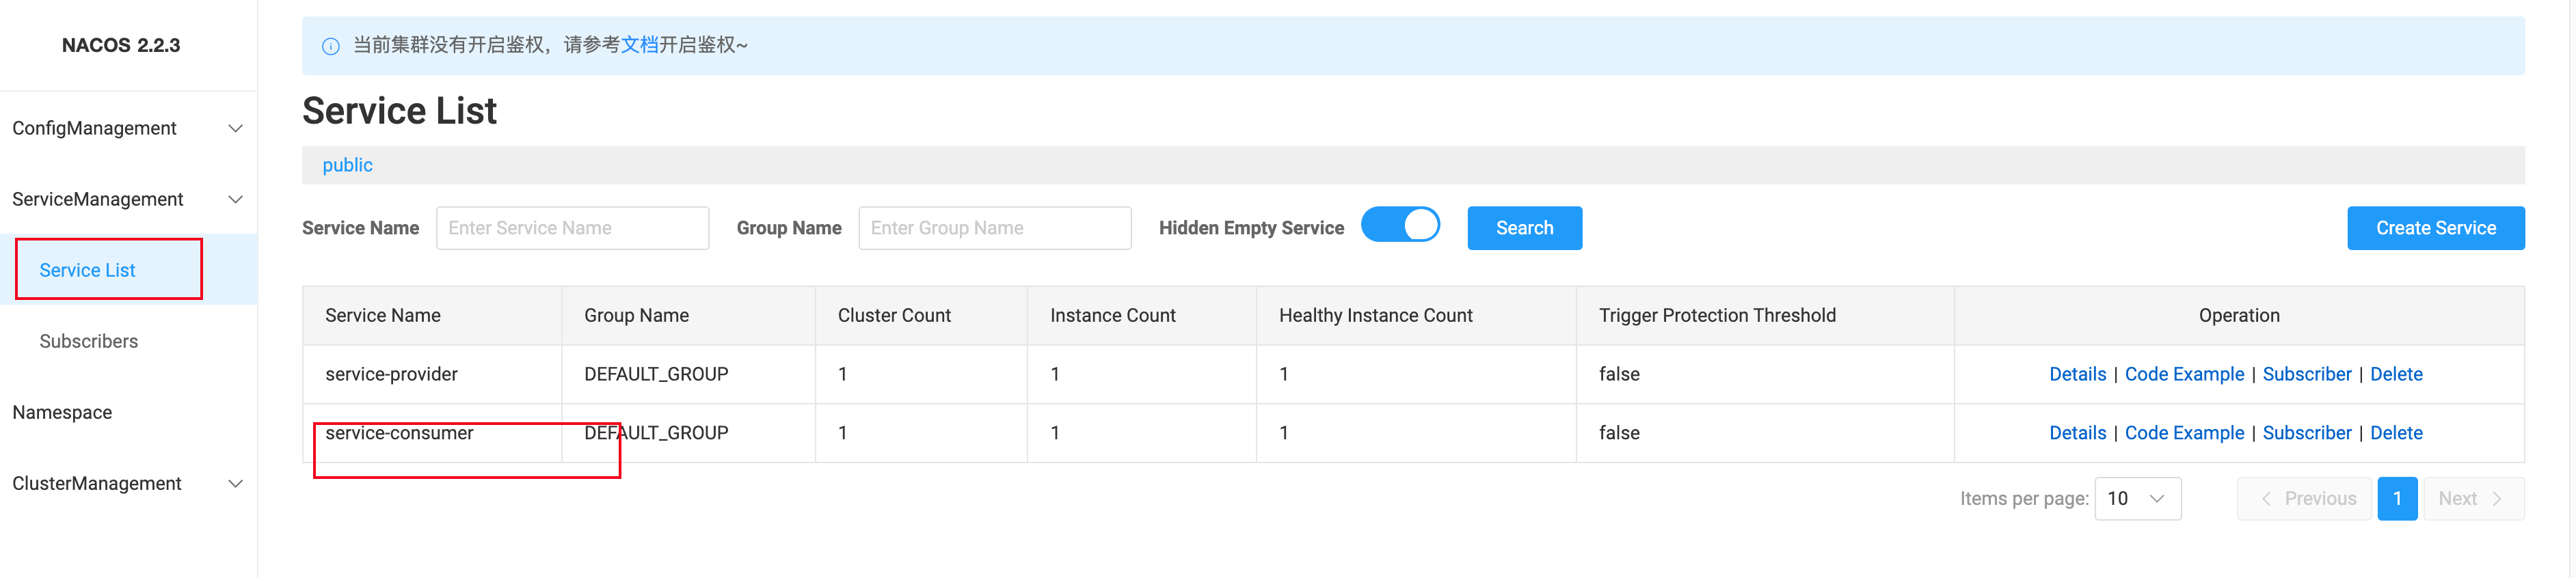 NACOS 2.2.3
当前集群没有开启鉴权，请参考文档开启鉴权~
ConfigManagement
ServiceManagement
Service List
Subscribers
Namespace
ClusterManagement
Service List
public
Service Name Enter Service Name Group Name Enter Group Name Hidden Empty Service Search Create Service
Service Name Group Name Cluster Count Instance Count Healthy Instance Count Trigger Protection Threshold Operation
service-provider DEFAULT_GROUP 1 1 1 false Details | Code Example | Subscriber | Delete
service-consumer DEFAULT_GROUP 1 1 1 false Details | Code Example | Subscriber | Delete
Items per page: 10 Previous 1 Next